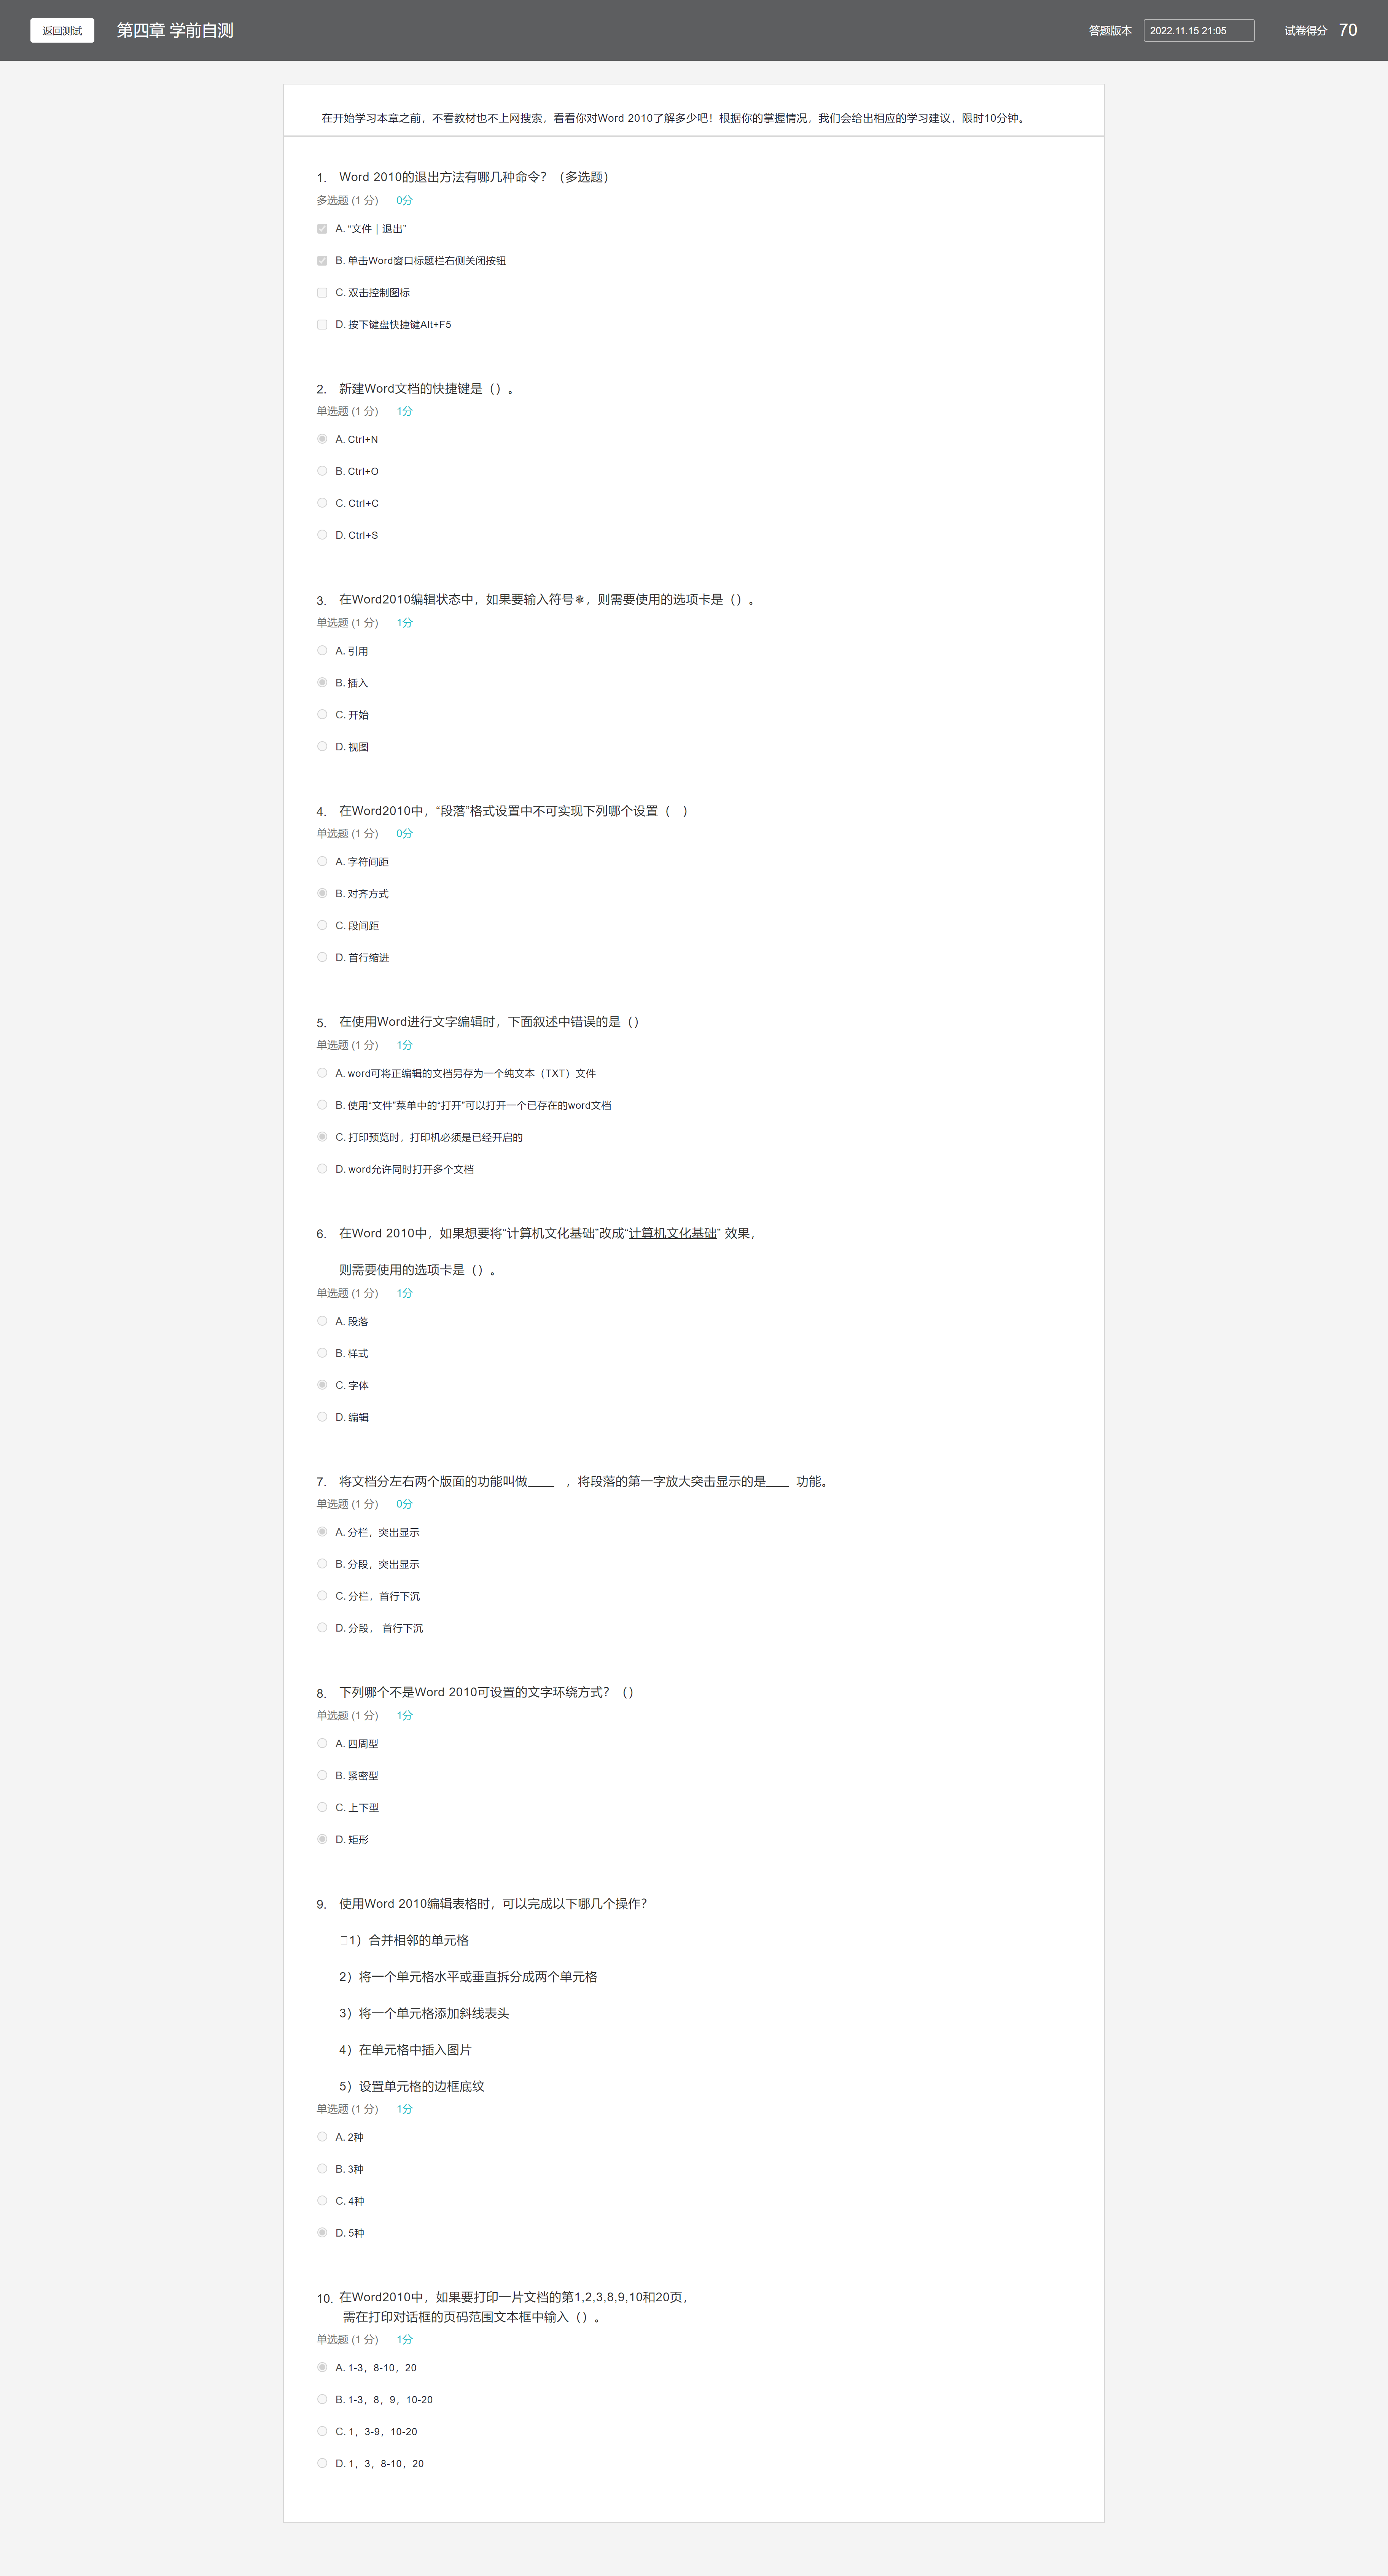 返回测试
第四章 学前自测
答题版本
2022.11.15 21:05
试卷得分 70
在开始学习本章之前，不看教材也不上网搜索，看看你对Word 2010了解多少吧！根据你的掌握情况，我们会给出相应的学习建议，限时10分钟。
1. Word 2010的退出方法有哪几种命令？（多选题）
多选题 (1 分) 0分
A. “文件 | 退出”
B. 单击Word窗口标题栏右侧关闭按钮
C. 双击控制图标
D. 按下键盘快捷键Alt+F5
2. 新建Word文档的快捷键是（）。
单选题 (1 分) 1分
A. Ctrl+N
B. Ctrl+O
C. Ctrl+C
D. Ctrl+S
3. 在Word2010编辑状态中，如果要输入符号✻，则需要使用的选项卡是（）。
单选题 (1 分) 1分
A. 引用
B. 插入
C. 开始
D. 视图
4. 在Word2010中，“段落”格式设置中不可实现下列哪个设置（ ）
单选题 (1 分) 0分
A. 字符间距
B. 对齐方式
C. 段间距
D. 首行缩进
5. 在使用Word进行文字编辑时，下面叙述中错误的是（）
单选题 (1 分) 1分
A. word可将正编辑的文档另存为一个纯文本（TXT）文件
B. 使用“文件”菜单中的“打开”可以打开一个已存在的word文档
C. 打印预览时，打印机必须是已经开启的
D. word允许同时打开多个文档
6. 在Word 2010中，如果想要将“计算机文化基础”改成“计算机文化基础” 效果，
则需要使用的选项卡是（）。
单选题 (1 分) 1分
A. 段落
B. 样式
C. 字体
D. 编辑
7. 将文档分左右两个版面的功能叫做____ ，将段落的第一字放大突击显示的是____ 功能。
单选题 (1 分) 0分
A. 分栏，突出显示
B. 分段，突出显示
C. 分栏，首行下沉
D. 分段， 首行下沉
8. 下列哪个不是Word 2010可设置的文字环绕方式？（）
单选题 (1 分) 1分
A. 四周型
B. 紧密型
C. 上下型
D. 矩形
9. 使用Word 2010编辑表格时，可以完成以下哪几个操作？
1）合并相邻的单元格
2）将一个单元格水平或垂直拆分成两个单元格
3）将一个单元格添加斜线表头
4）在单元格中插入图片
5）设置单元格的边框底纹
单选题 (1 分) 1分
A. 2种
B. 3种
C. 4种
D. 5种
10. 在Word2010中，如果要打印一片文档的第1,2,3,8,9,10和20页，
需在打印对话框的页码范围文本框中输入（）。
单选题 (1 分) 1分
A. 1-3，8-10，20
B. 1-3，8，9，10-20
C. 1，3-9，10-20
D. 1，3，8-10，20